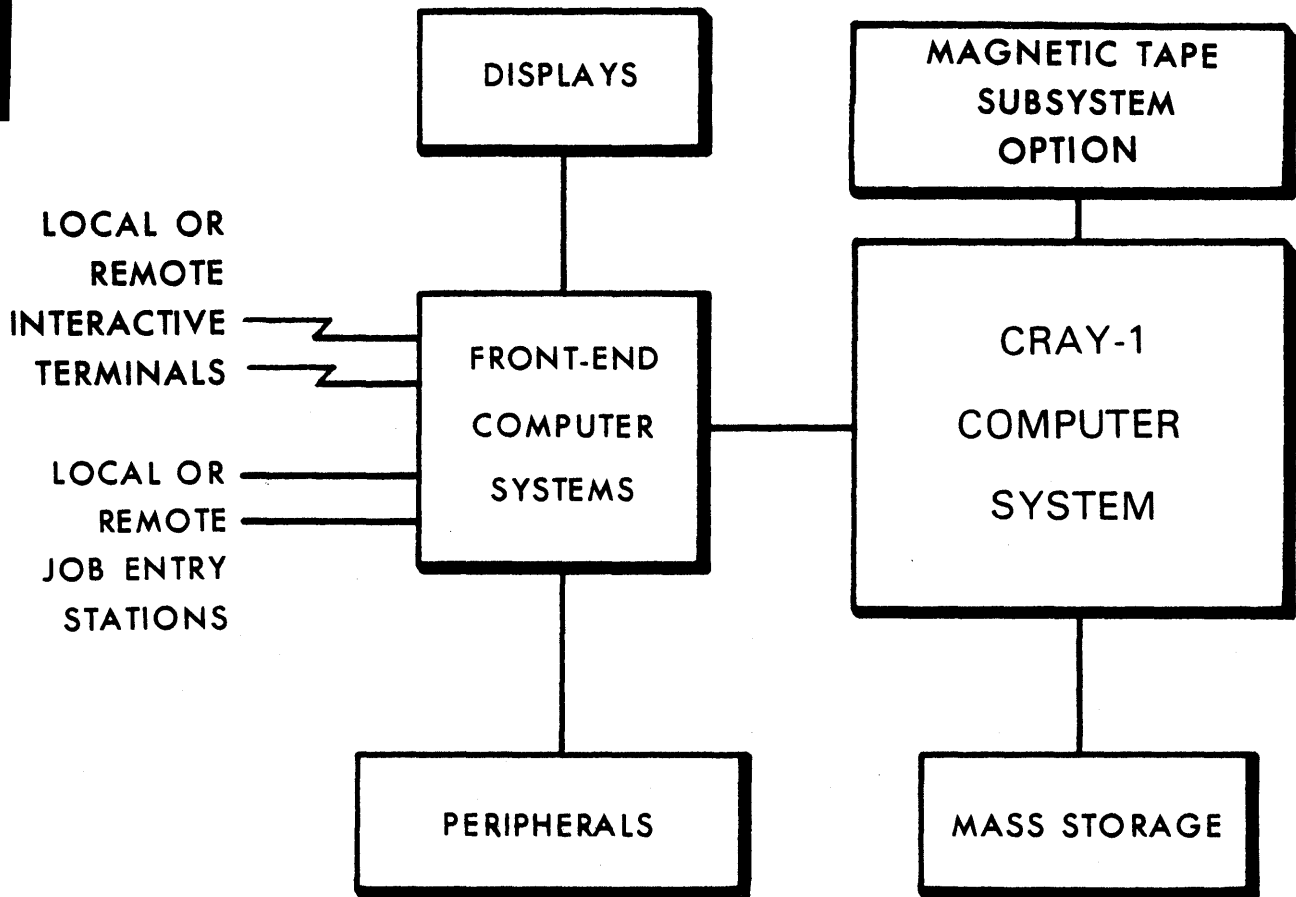 DISPLAYS
MAGNETIC TAPE
SUBSYSTEM
OPTION
LOCAL OR
REMOTE
INTERACTIVE
TERMINALS
LOCAL OR
REMOTE
JOB ENTRY
STATIONS
FRONT-END
COMPUTER
SYSTEMS
CRAY-1
COMPUTER
SYSTEM
PERIPHERALS
MASS STORAGE